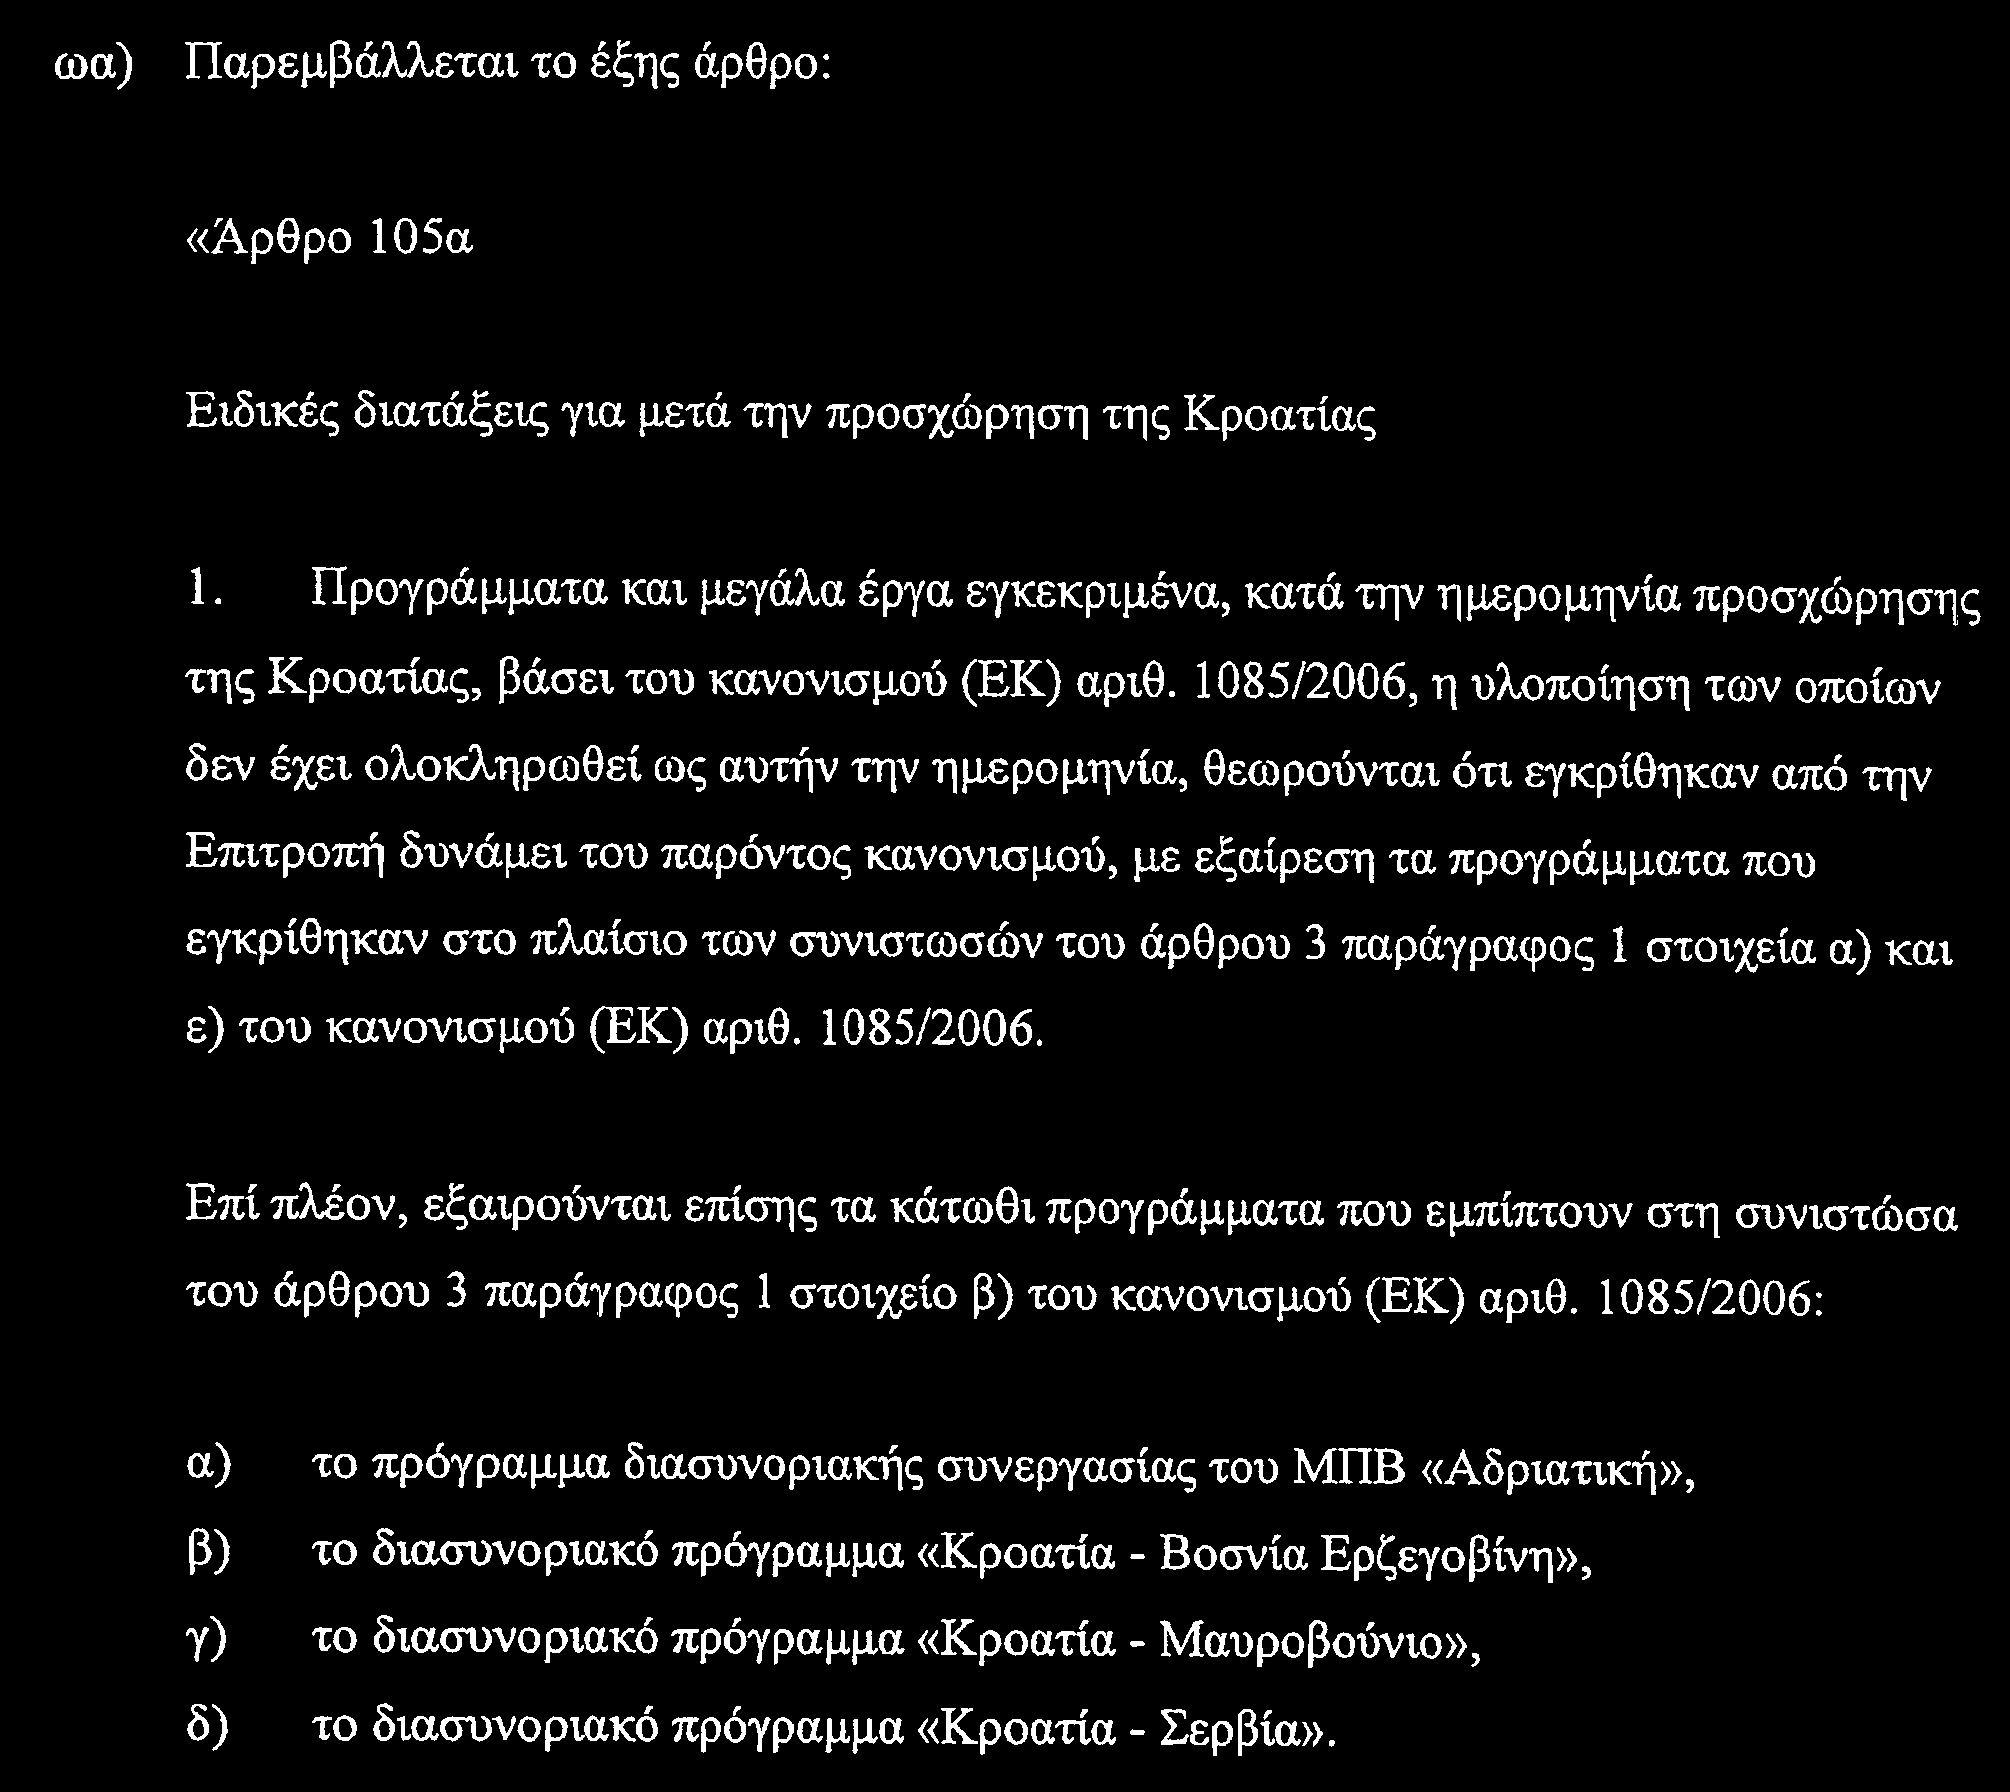 ωα) Παρεμβάλλεται το έξης άρθρο:
«Άρθρο 105α
Ειδικές διατάξεις για μετά την προσχώρηση της Κροατίας
1. Προγράμματα και μεγάλα έργα εγκεκριμένα, κατά την ημερομηνία προσχώρησης
της Κροατίας, βάσει του κανονισμού (ΕΚ) αριθ. 1085/2006, η υλοποίηση των οποίων
δεν έχει ολοκληρωθεί ως αυτήν την ημερομηνία, θεωρούνται ότι εγκρίθηκαν από την
Επιτροπή δυνάμει του παρόντος κανονισμού, με εξαίρεση τα προγράμματα που
εγκρίθηκαν στο πλαίσιο των συνιστωσών του άρθρου 3 παράγραφος 1 στοιχεία α) και
ε) του κανονισμού (ΕΚ) αριθ. 1085/2006.
Επί πλέον, εξαιρούνται επίσης τα κάτωθι προγράμματα που εμπίπτουν στη συνιστώσα
του άρθρου 3 παράγραφος 1 στοιχείο β) του κανονισμού (ΕΚ) αριθ. 1085/2006:
α) το πρόγραμμα διασυνοριακής συνεργασίας του ΜΠΒ «Αδριατική»,
β) το διασυνοριακό πρόγραμμα «Κροατία - Βοσνία Ερζεγοβίνη»,
γ) το διασυνοριακό πρόγραμμα «Κροατία - Μαυροβούνιο»,
δ) το διασυνοριακό πρόγραμμα «Κροατία - Σερβία».